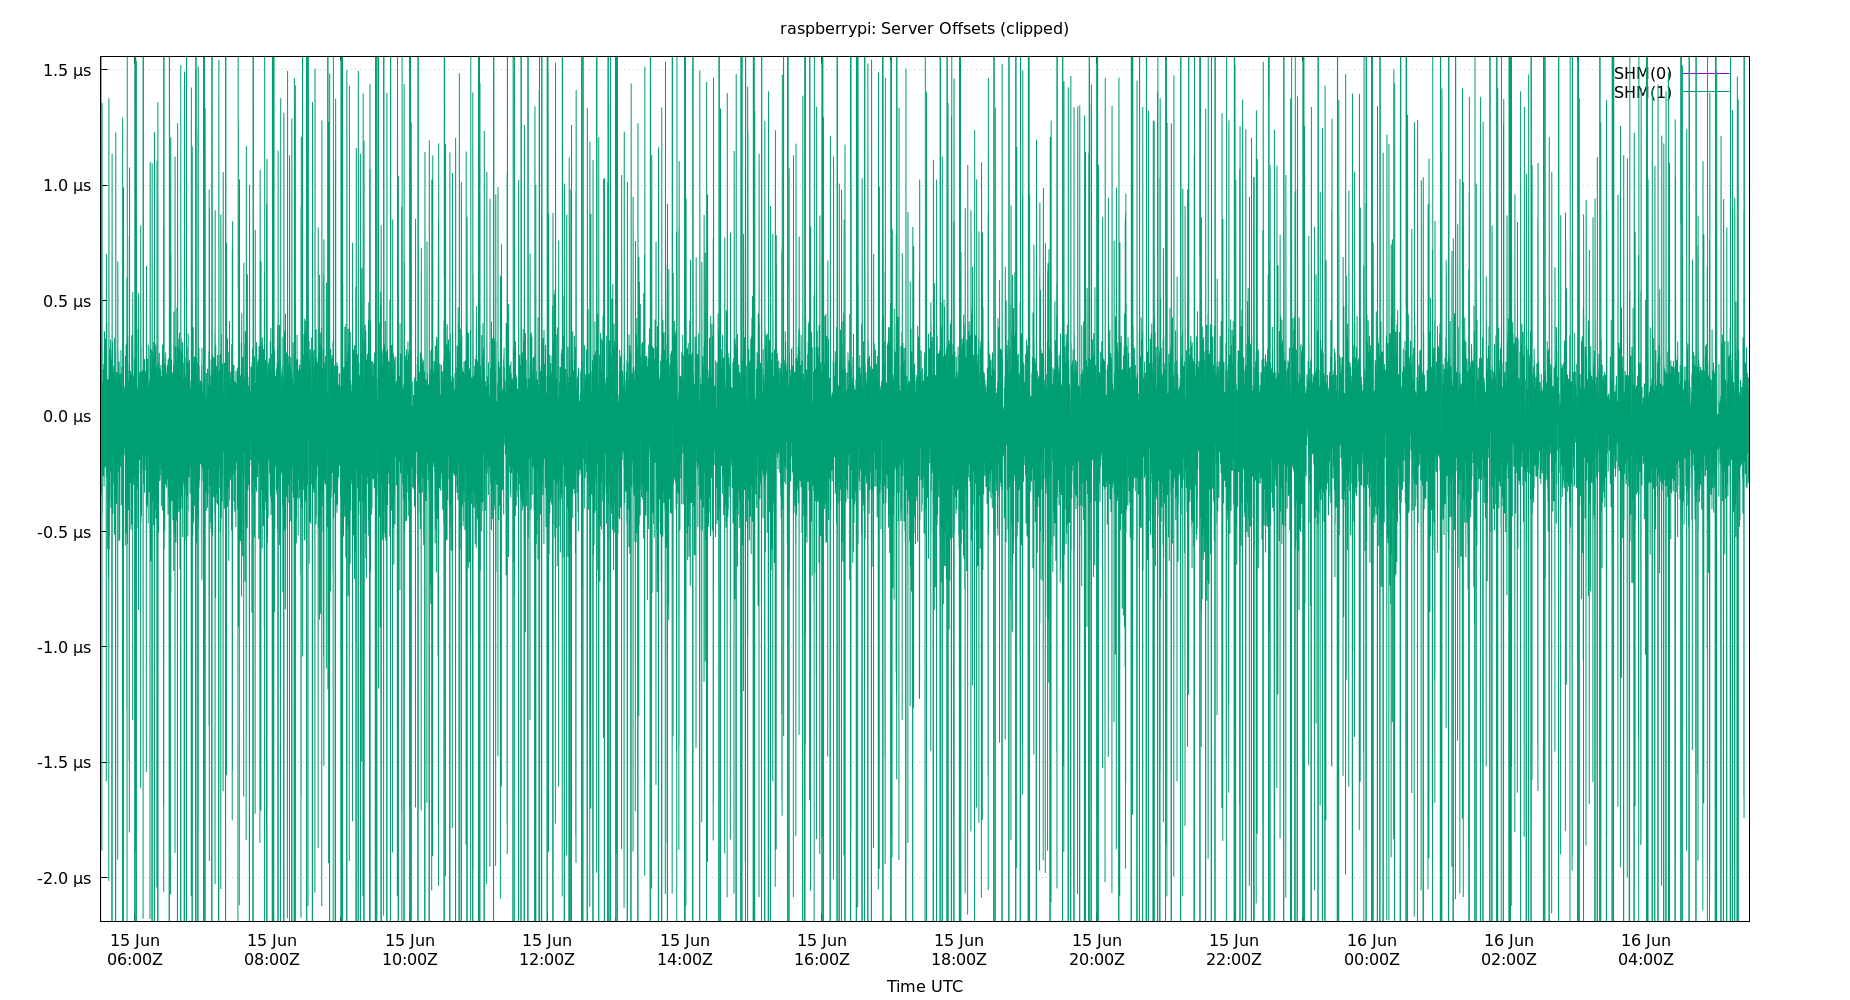 raspberrypi: Server Offsets (clipped)
1.5 µs
SHM(0)
SHM(1)
1.0 µs
0.5 µs
0.0 µs
-0.5 µs
-1.0 µs
-1.5 µs
-2.0 µs
15 Jun 15 Jun 15 Jun 15 Jun 15 Jun 15 Jun 15 Jun 15 Jun 15 Jun 16 Jun 16 Jun 16 Jun
06:00Z 08:00Z 10:00Z 12:00Z 14:00Z 16:00Z 18:00Z 20:00Z 22:00Z 00:00Z 02:00Z 04:00Z
Time UTC